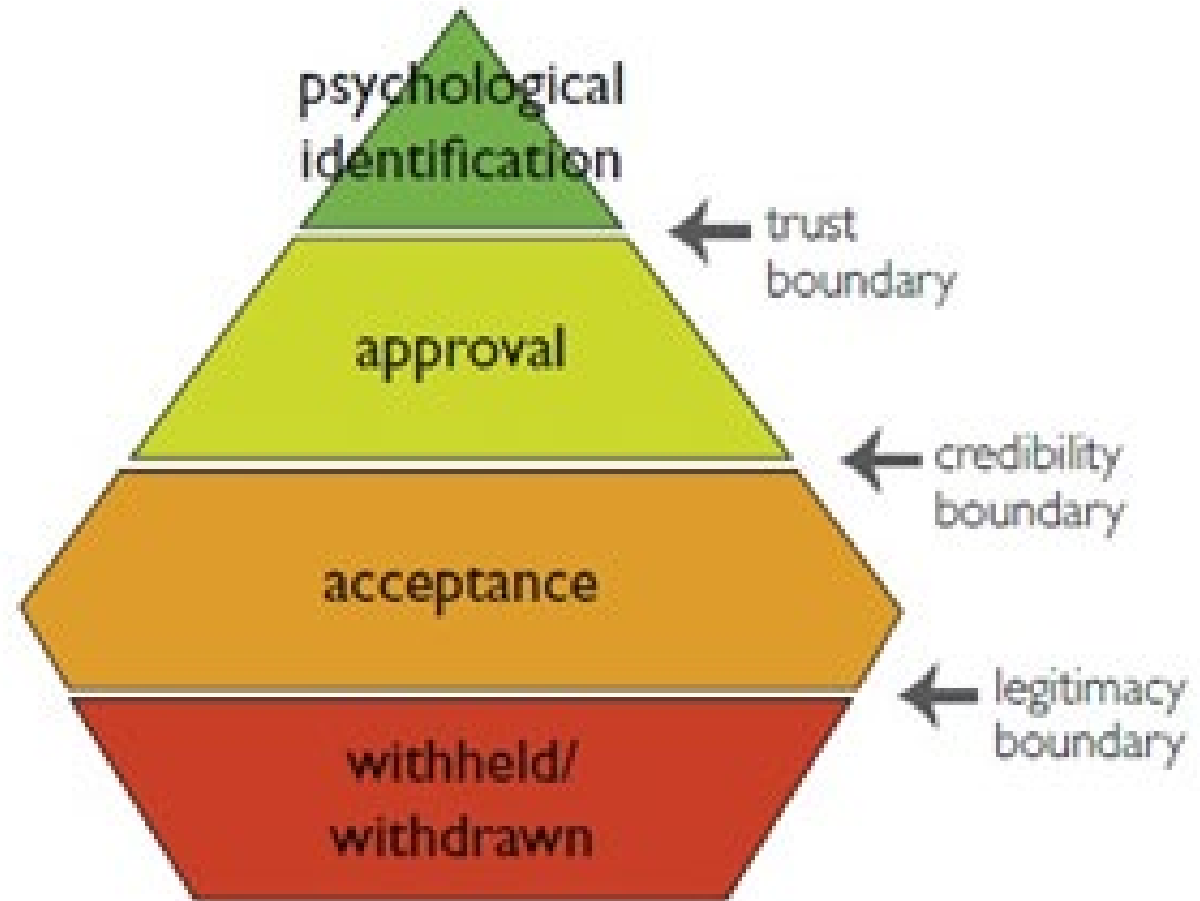 psychological
identification
trust
boundary
approval
credibility
boundary
acceptance
legitimacy
boundary
withheld/
withdrawn